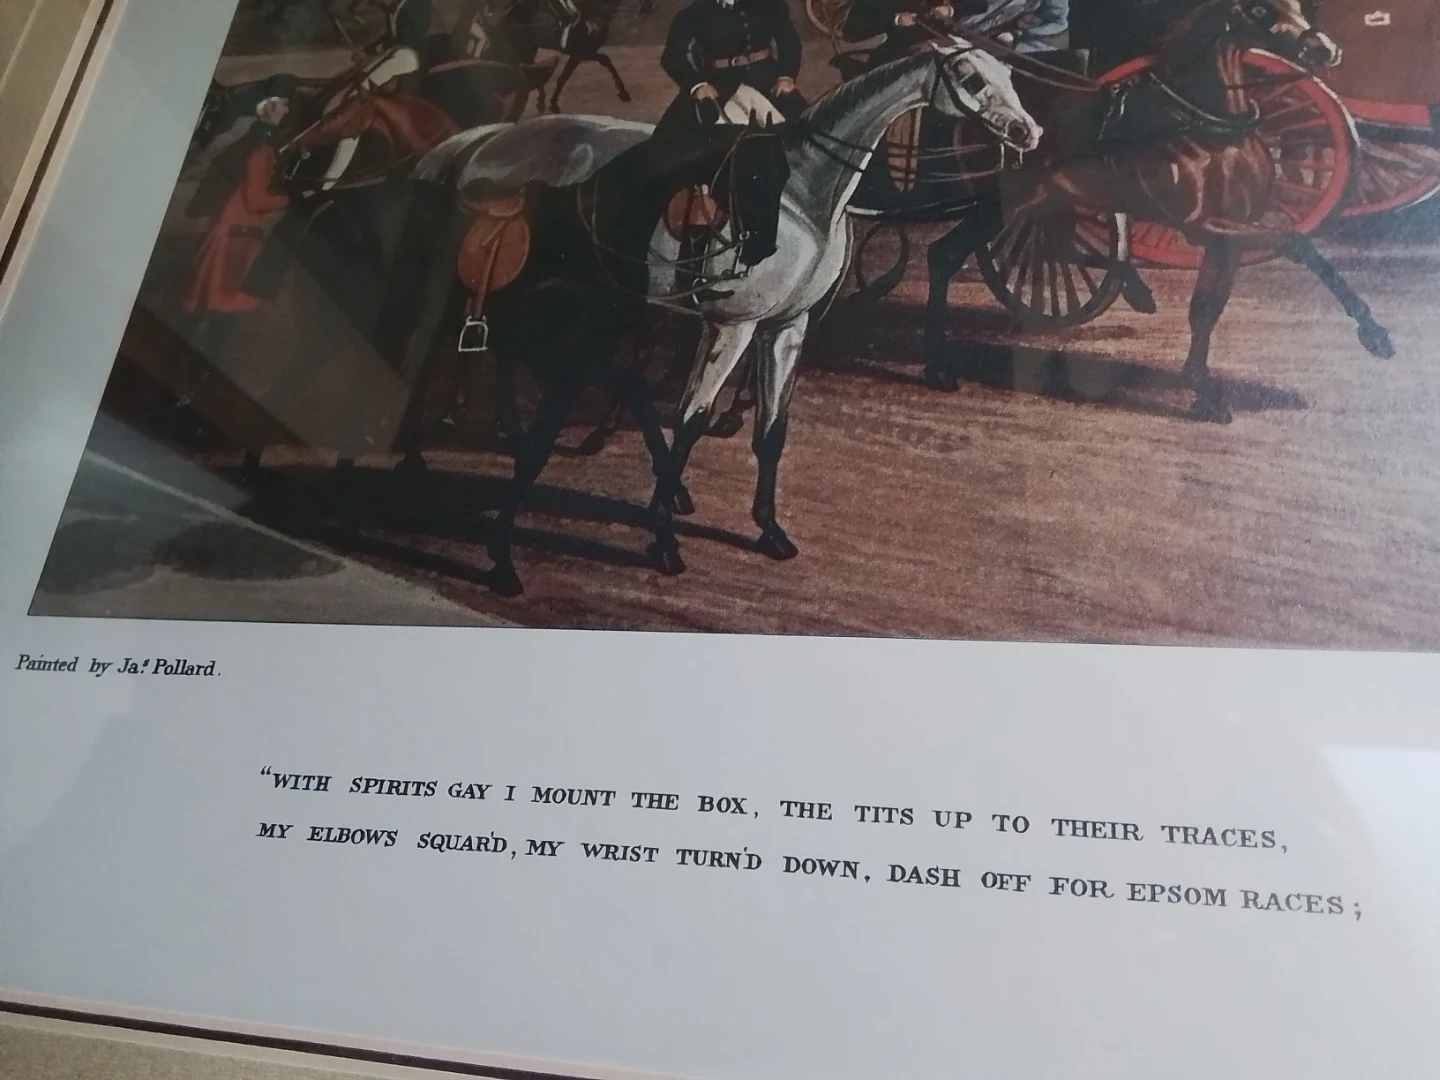 Painted by Jaˢ. Pollard.
"WITH SPIRITS GAY I MOUNT THE BOX, THE TITS UP TO THEIR TRACES,
MY ELBOWS SQUAR'D, MY WRIST TURN'D DOWN, DASH OFF FOR EPSOM RACES;